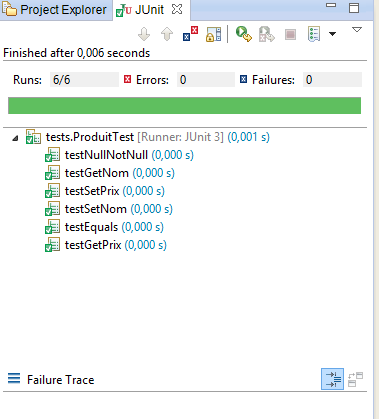 Project Explorer JUnit
Finished after 0,006 seconds
Runs: 6/6 Errors: 0 Failures: 0
tests.ProduitTest [Runner: JUnit 3] (0,001 s)
testNullNotNull (0,000 s)
testGetNom (0,000 s)
testSetPrix (0,000 s)
testSetNom (0,000 s)
testEquals (0,000 s)
testGetPrix (0,000 s)
Failure Trace